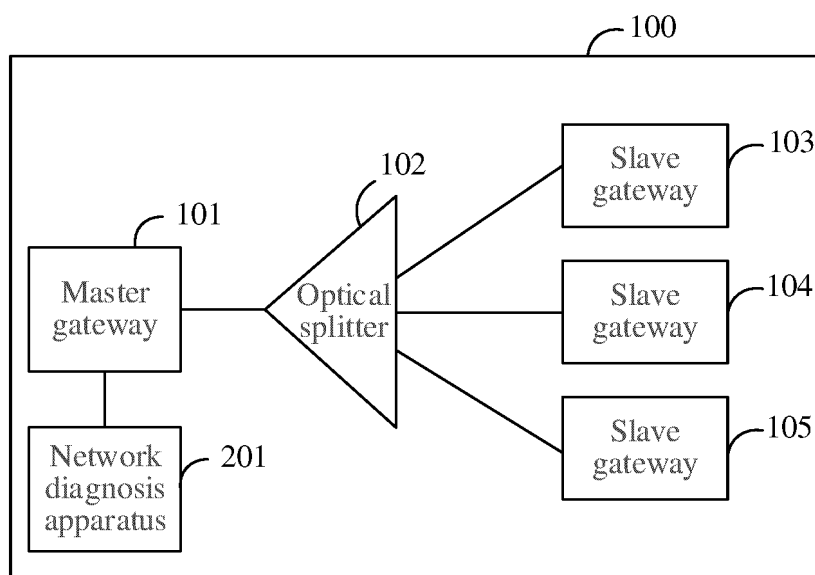 100
Slave
gateway
103
102
101
Master
gateway
Optical
splitter
Slave
gateway
104
Network
diagnosis
apparatus
201
Slave
gateway
105